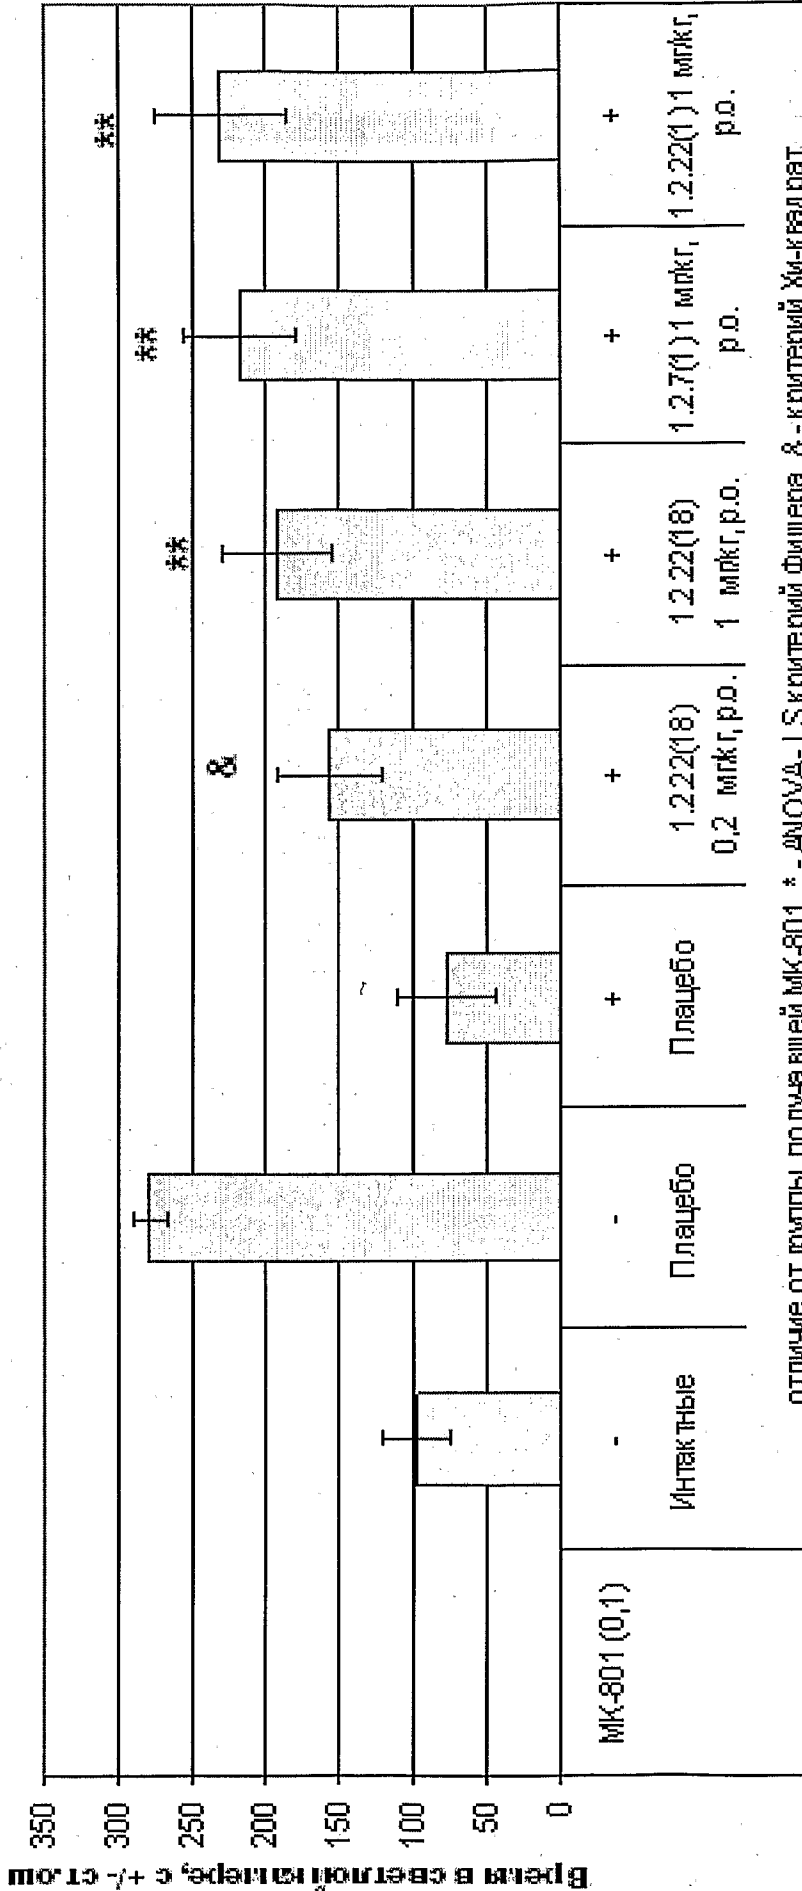 Время в светлой камере, с +/- ст.ош
350
300
250
200
150
100
50
0
&
**
**
**
МК-801 (0,1)
-
-
+
+
+
+
+
Интактные
Плацебо
Плацебо
1.2.22(18)
0,2 мг/кг, р.о.
1.2.22(18)
1 мг/кг, р.о.
1.2.7(1) 1 мг/кг,
р.о.
1.2.22(1) 1 мг/кг,
р.о.
отличие от группы получавшей МК-801 * - ANOVA- LS критерий Фишера & - критерий Хи-квадрат